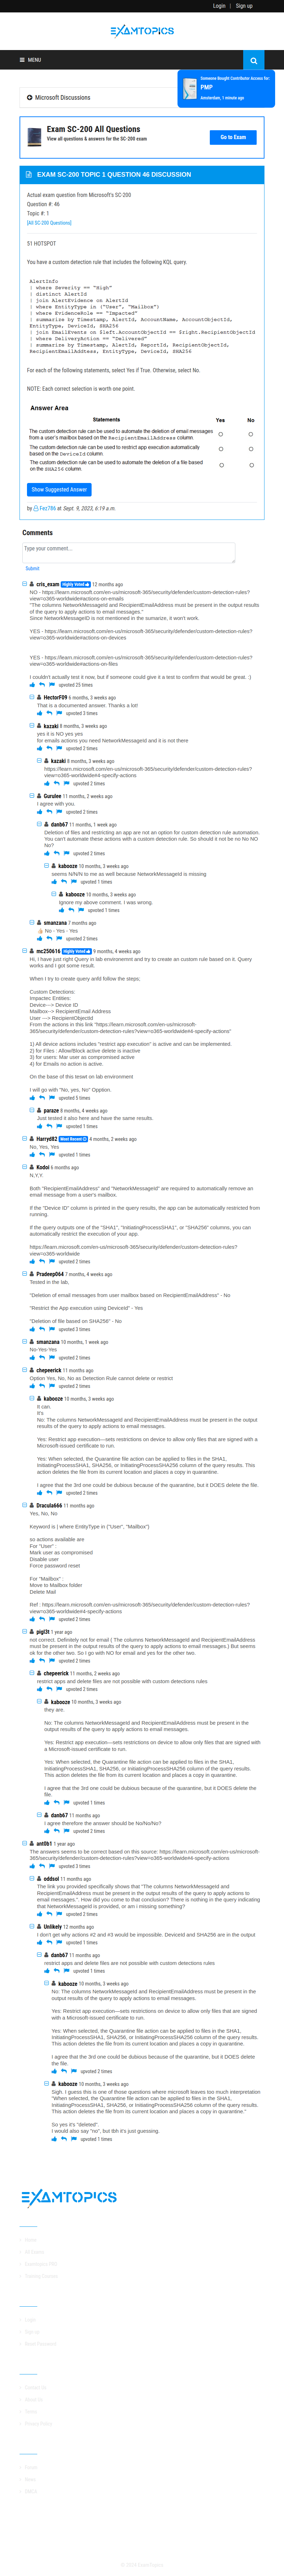 Login | Sign up
EXAMTOPICS
MENU
Someone Bought Contributor Access for:
PMP
Amsterdam, 1 minute ago
Microsoft Discussions
Exam SC-200 All Questions
View all questions & answers for the SC-200 exam
Go to Exam
EXAM SC-200 TOPIC 1 QUESTION 46 DISCUSSION
Actual exam question from Microsoft's SC-200
Question #: 46
Topic #: 1
[All SC-200 Questions]
51 HOTSPOT
You have a custom detection rule that includes the following KQL query.
AlertInfo
| where Severity == "High"
| distinct AlertId
| join AlertEvidence on AlertId
| where EntityType in ("User", "Mailbox")
| where EvidenceRole == "Impacted"
| summarize by Timestamp, AlertId, AccountName, AccountObjectId,
EntityType, DeviceId, SHA256
| join EmailEvents on $left.AccountObjectId == $right.RecipientObjectId
| where DeliveryAction == "Delivered"
| summarize by Timestamp, AlertId, ReportId, RecipientObjectId,
RecipientEmailAddress, EntityType, DeviceId, SHA256
For each of the following statements, select Yes if True. Otherwise, select No.
NOTE: Each correct selection is worth one point.
Answer Area
Statements Yes No
The custom detection rule can be used to automate the deletion of email messages
from a user's mailbox based on the RecipientEmailAddress column.
The custom detection rule can be used to restrict app execution automatically
based on the DeviceId column.
The custom detection rule can be used to automate the deletion of a file based
on the SHA256 column.
Show Suggested Answer
by Fez786 at Sept. 9, 2023, 6:19 a.m.
Comments
Type your comment...
Submit
cris_exam Highly Voted 12 months ago
NO - https://learn.microsoft.com/en-us/microsoft-365/security/defender/custom-detection-rules?
view=o365-worldwide#actions-on-emails
"The columns NetworkMessageId and RecipientEmailAddress must be present in the output results
of the query to apply actions to email messages."
Since NetworkMessageID is not mentioned in the sumarize, it won't work.
YES - https://learn.microsoft.com/en-us/microsoft-365/security/defender/custom-detection-rules?
view=o365-worldwide#actions-on-devices
YES - https://learn.microsoft.com/en-us/microsoft-365/security/defender/custom-detection-rules?
view=o365-worldwide#actions-on-files
I couldn't actually test it now, but if someone could give it a test to confirm that would be great. :)
upvoted 25 times
HectorF09 6 months, 3 weeks ago
That is a documented answer. Thanks a lot!
upvoted 3 times
kazaki 8 months, 3 weeks ago
yes it is NO yes yes
for emails actions you need NetworkMessageId and it is not there
upvoted 2 times
kazaki 8 months, 3 weeks ago
https://learn.microsoft.com/en-us/microsoft-365/security/defender/custom-detection-rules?
view=o365-worldwide#4-specify-actions
upvoted 2 times
Gurulee 11 months, 2 weeks ago
I agree with you.
upvoted 2 times
danb67 11 months, 1 week ago
Deletion of files and restricting an app are not an option for custom detection rule automation.
You can't automate these actions with a custom detection rule. So should it not be no No NO
No?
upvoted 2 times
kabooze 10 months, 3 weeks ago
seems N/N/N to me as well because NetworkMessageId is missing
upvoted 1 times
kabooze 10 months, 3 weeks ago
Ignore my above comment. I was wrong.
upvoted 1 times
smanzana 7 months ago
👍 No - Yes - Yes
upvoted 2 times
mc250616 Highly Voted 9 months, 4 weeks ago
Hi, I have just right Query in lab environemnt and try to create an custom rule based on it. Query
works and I got some result.
When I try to create query anhd follow the stepc,
Custom Detections:
Impactec Entities:
Device--> Device ID
Mailbox--> RecipientEmail Address
User ---> RecipientObjectId
From the actions in this link "https://learn.microsoft.com/en-us/microsoft-
365/security/defender/custom-detection-rules?view=o365-worldwide#4-specify-actions"
1) All device actions includes "restrict app execution" is active and can be implemented.
2) for Files : Allow/Block active delete is inactive
3) for users: Mar user as compromised active
4) for Emails no action is active.
On the base of this tesxt on lab environment
I will go with "No, yes, No" Opption.
upvoted 5 times
paraze 8 months, 4 weeks ago
Just tested it also here and have the same results.
upvoted 1 times
Harryd82 Most Recent 4 months, 2 weeks ago
No, Yes, Yes
upvoted 1 times
Kodoi 6 months ago
N,Y,Y.
Both "RecipientEmailAddress" and "NetworkMessageId" are required to automatically remove an
email message from a user's mailbox.
If the "Device ID" column is printed in the query results, the app can be automatically restricted from
running.
If the query outputs one of the "SHA1", "InitiatingProcessSHA1", or "SHA256" columns, you can
automatically restrict the execution of your app.
https://learn.microsoft.com/en-us/microsoft-365/security/defender/custom-detection-rules?
view=o365-worldwide
upvoted 2 times
Pradeep064 7 months, 4 weeks ago
Tested in the lab,
"Deletion of email messages from user mailbox based on RecipientEmailAddress" - No
"Restrict the App execution using DeviceId" - Yes
"Deletion of file based on SHA256" - No
upvoted 3 times
smanzana 10 months, 1 week ago
No-Yes-Yes
upvoted 2 times
chepeerick 11 months ago
Option Yes, No, No as Detection Rule cannot delete or restrict
upvoted 2 times
kabooze 10 months, 3 weeks ago
It can.
It's
No: The columns NetworkMessageId and RecipientEmailAddress must be present in the output
results of the query to apply actions to email messages.
Yes: Restrict app execution—sets restrictions on device to allow only files that are signed with a
Microsoft-issued certificate to run.
Yes: When selected, the Quarantine file action can be applied to files in the SHA1,
InitiatingProcessSHA1, SHA256, or InitiatingProcessSHA256 column of the query results. This
action deletes the file from its current location and places a copy in quarantine.
I agree that the 3rd one could be dubious because of the quarantine, but it DOES delete the file.
upvoted 2 times
Dracula666 11 months ago
Yes, No, No
Keyword is | where EntityType in ("User", "Mailbox")
so actions available are
For "User" :
Mark user as compromised
Disable user
Force password reset
For "Mailbox" :
Move to Mailbox folder
Delete Mail
Ref : https://learn.microsoft.com/en-us/microsoft-365/security/defender/custom-detection-rules?
view=o365-worldwide#4-specify-actions
upvoted 2 times
pigl3t 1 year ago
not correct. Definitely not for email ( The columns NetworkMessageId and RecipientEmailAddress
must be present in the output results of the query to apply actions to email messages.) But seems
ok for the other two. So I go with NO for email and yes for the other two.
upvoted 2 times
chepeerick 11 months, 2 weeks ago
restrict apps and delete files are not possible with custom detections rules
upvoted 2 times
kabooze 10 months, 3 weeks ago
they are.
No: The columns NetworkMessageId and RecipientEmailAddress must be present in the
output results of the query to apply actions to email messages.
Yes: Restrict app execution—sets restrictions on device to allow only files that are signed with
a Microsoft-issued certificate to run.
Yes: When selected, the Quarantine file action can be applied to files in the SHA1,
InitiatingProcessSHA1, SHA256, or InitiatingProcessSHA256 column of the query results.
This action deletes the file from its current location and places a copy in quarantine.
I agree that the 3rd one could be dubious because of the quarantine, but it DOES delete the
file.
upvoted 1 times
danb67 11 months ago
I agree therefore the answer should be No/No/No?
upvoted 2 times
ant0b1 1 year ago
The answers seems to be correct based on this source: https://learn.microsoft.com/en-us/microsoft-
365/security/defender/custom-detection-rules?view=o365-worldwide#4-specify-actions
upvoted 3 times
oddsol 11 months ago
The link you provided specifically shows that "The columns NetworkMessageId and
RecipientEmailAddress must be present in the output results of the query to apply actions to
email messages.". How did you come to that conclusion? There is nothing in the query indicating
that NetworkMessageId is provided, or am I missing something?
upvoted 2 times
Unlikely 12 months ago
I don't get why actions #2 and #3 would be impossible: DeviceId and SHA256 are in the output
upvoted 1 times
danb67 11 months ago
restrict apps and delete files are not possible with custom detections rules
upvoted 1 times
kabooze 10 months, 3 weeks ago
No: The columns NetworkMessageId and RecipientEmailAddress must be present in the
output results of the query to apply actions to email messages.
Yes: Restrict app execution—sets restrictions on device to allow only files that are signed
with a Microsoft-issued certificate to run.
Yes: When selected, the Quarantine file action can be applied to files in the SHA1,
InitiatingProcessSHA1, SHA256, or InitiatingProcessSHA256 column of the query results.
This action deletes the file from its current location and places a copy in quarantine.
I agree that the 3rd one could be dubious because of the quarantine, but it DOES delete
the file.
upvoted 2 times
kabooze 10 months, 3 weeks ago
Sigh. I guess this is one of those questions where microsoft leaves too much interpretation
"When selected, the Quarantine file action can be applied to files in the SHA1,
InitiatingProcessSHA1, SHA256, or InitiatingProcessSHA256 column of the query results.
This action deletes the file from its current location and places a copy in quarantine."
So yes it's "deleted".
I would also say "no", but tbh it's just guessing.
upvoted 1 times
EXAMTOPICS